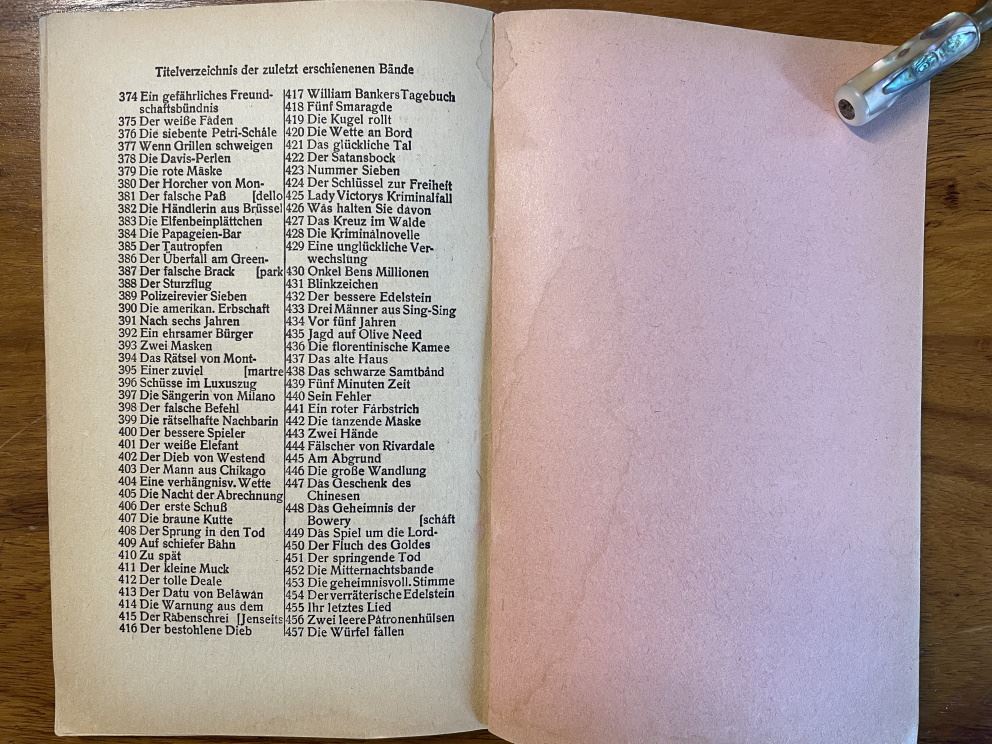 Titelverzeichnis der zuletzt erschienenen Bände
374 Ein gefährliches Freund-
schaftsbündnis
375 Der weiße Faden
376 Die siebente Petri-Schale
377 Wenn Grillen schweigen
378 Die Davis-Perlen
379 Die rote Maske
380 Der Horcher von Mon-
381 Der falsche Paß [dello
382 Die Händlerin aus Brüssel
383 Die Elfenbeinplättchen
384 Die Papageien-Bar
385 Der Tautropfen
386 Der Überfall am Green-
387 Der falsche Brack [park
388 Der Sturzflug
389 Polizeirevier Sieben
390 Die amerikan. Erbschaft
391 Nach sechs Jahren
392 Ein ehrsamer Bürger
393 Zwei Masken
394 Das Rätsel von Mont-
395 Einer zuviel [martre
396 Schüsse im Luxuszug
397 Die Sängerin von Milano
398 Der falsche Befehl
399 Die rätselhafte Nachbarin
400 Der bessere Spieler
401 Der weiße Elefant
402 Der Dieb von Westend
403 Der Mann aus Chikago
404 Eine verhängnisv. Wette
405 Die Nacht der Abrechnung
406 Der erste Schuß
407 Die braune Kutte
408 Der Sprung in den Tod
409 Auf schiefer Bahn
410 Zu spät
411 Der kleine Muck
412 Der tolle Deale
413 Der Datu von Belawan
414 Die Warnung aus dem
415 Der Rabenschrei [Jenseits
416 Der bestohlene Dieb
417 William Bankers Tagebuch
418 Fünf Smaragde
419 Die Kugel rollt
420 Die Wette an Bord
421 Das glückliche Tal
422 Der Satansbock
423 Nummer Sieben
424 Der Schlüssel zur Freiheit
425 Lady Victorys Kriminalfall
426 Was halten Sie davon
427 Das Kreuz im Walde
428 Die Kriminalnovelle
429 Eine unglückliche Ver-
wechslung
430 Onkel Bens Millionen
431 Blinkzeichen
432 Der bessere Edelstein
433 Drei Männer aus Sing-Sing
434 Vor fünf Jahren
435 Jagd auf Olive Need
436 Die florentinische Kamee
437 Das alte Haus
438 Das schwarze Samtband
439 Fünf Minuten Zeit
440 Sein Fehler
441 Ein roter Farbstrich
442 Die tanzende Maske
443 Zwei Hände
444 Fälscher von Rivardale
445 Am Abgrund
446 Die große Wandlung
447 Das Geschenk des
Chinesen
448 Das Geheimnis der
Bowery [schaft
449 Das Spiel um die Lord-
450 Der Fluch des Goldes
451 Der springende Tod
452 Die Mitternachtsbande
453 Die geheimnisvoll. Stimme
454 Der verräterische Edelstein
455 Ihr letztes Lied
456 Zwei leere Patronenhülsen
457 Die Würfel fallen